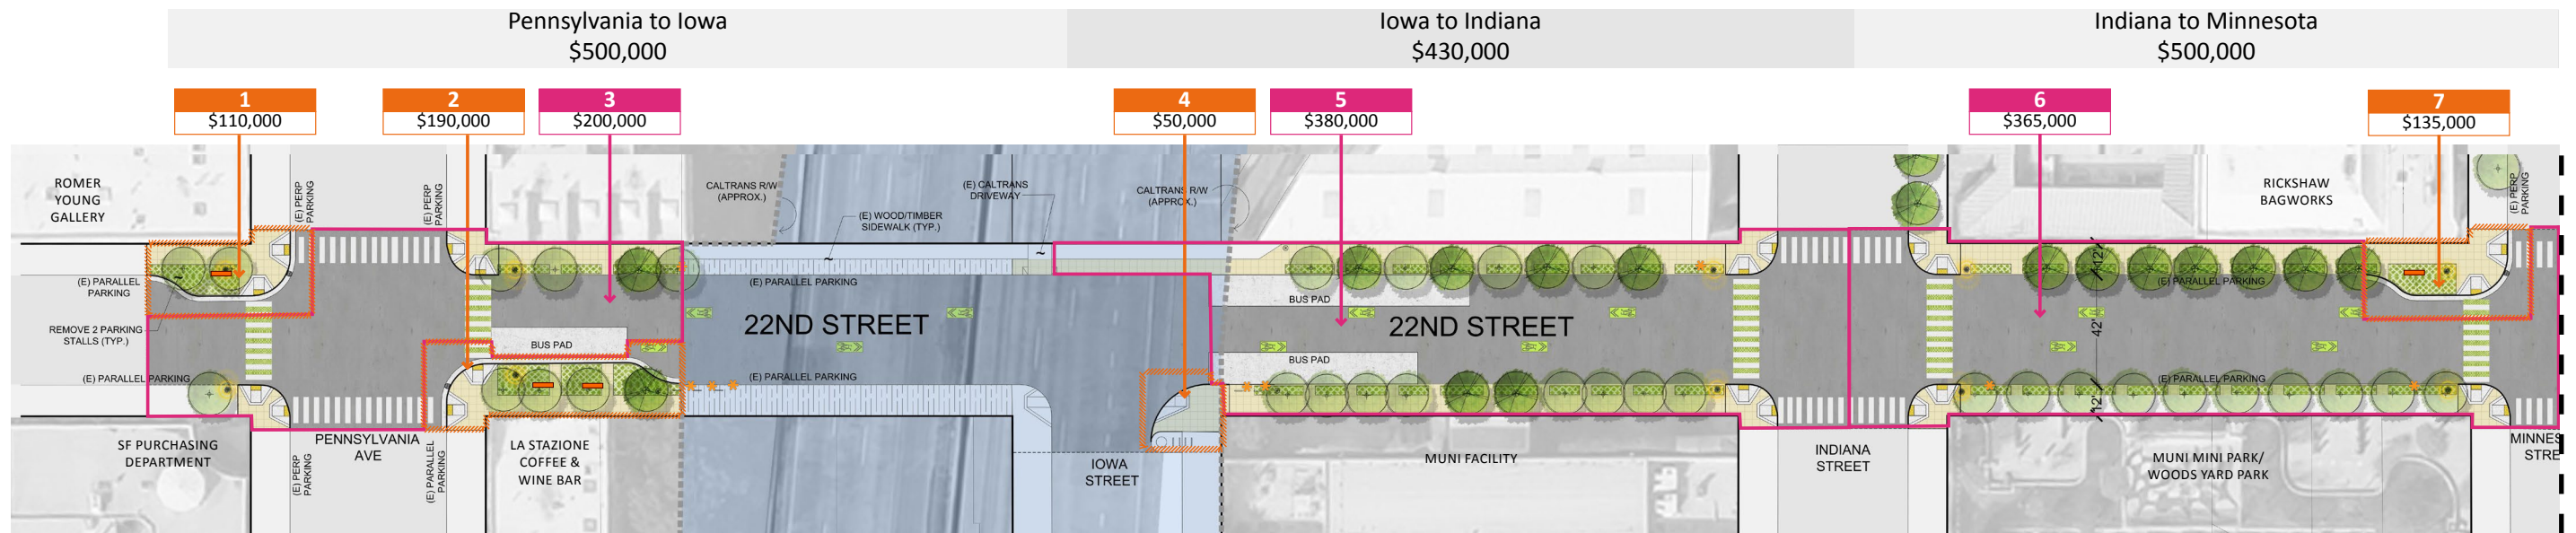 Pennsylvania to Iowa
$500,000
Iowa to Indiana
$430,000
Indiana to Minnesota
$500,000
1
$110,000
2
$190,000
3
$200,000
4
$50,000
5
$380,000
6
$365,000
7
$135,000
ROMER
YOUNG
GALLERY
(E) PERP
PARKING
(E) PERP
PARKING
CALTRANS R/W
(APPROX.)
(E) WOOD/TIMBER
SIDEWALK (TYP.)
(E) CALTRANS
DRIVEWAY
CALTRANS R/W
(APPROX.)
RICKSHAW
BAGWORKS
(E) PERP
PARKING
(E) PARALLEL
PARKING
REMOVE 2 PARKING
STALLS (TYP.)
(E) PARALLEL PARKING
BUS PAD
(E) PARALLEL PARKING
22ND STREET
(E) PARALLEL PARKING
BUS PAD
22ND STREET
BUS PAD
12'
(E) PARALLEL PARKING
42'
(E) PARALLEL PARKING
12'
SF PURCHASING
DEPARTMENT
PENNSYLVANIA
AVE
(E) PERP
PARKING
(E) PARALLEL
PARKING
LA STAZIONE
COFFEE &
WINE BAR
IOWA
STREET
MUNI FACILITY
INDIANA
STREET
MUNI MINI PARK/
WOODS YARD PARK
MINNES
STRE